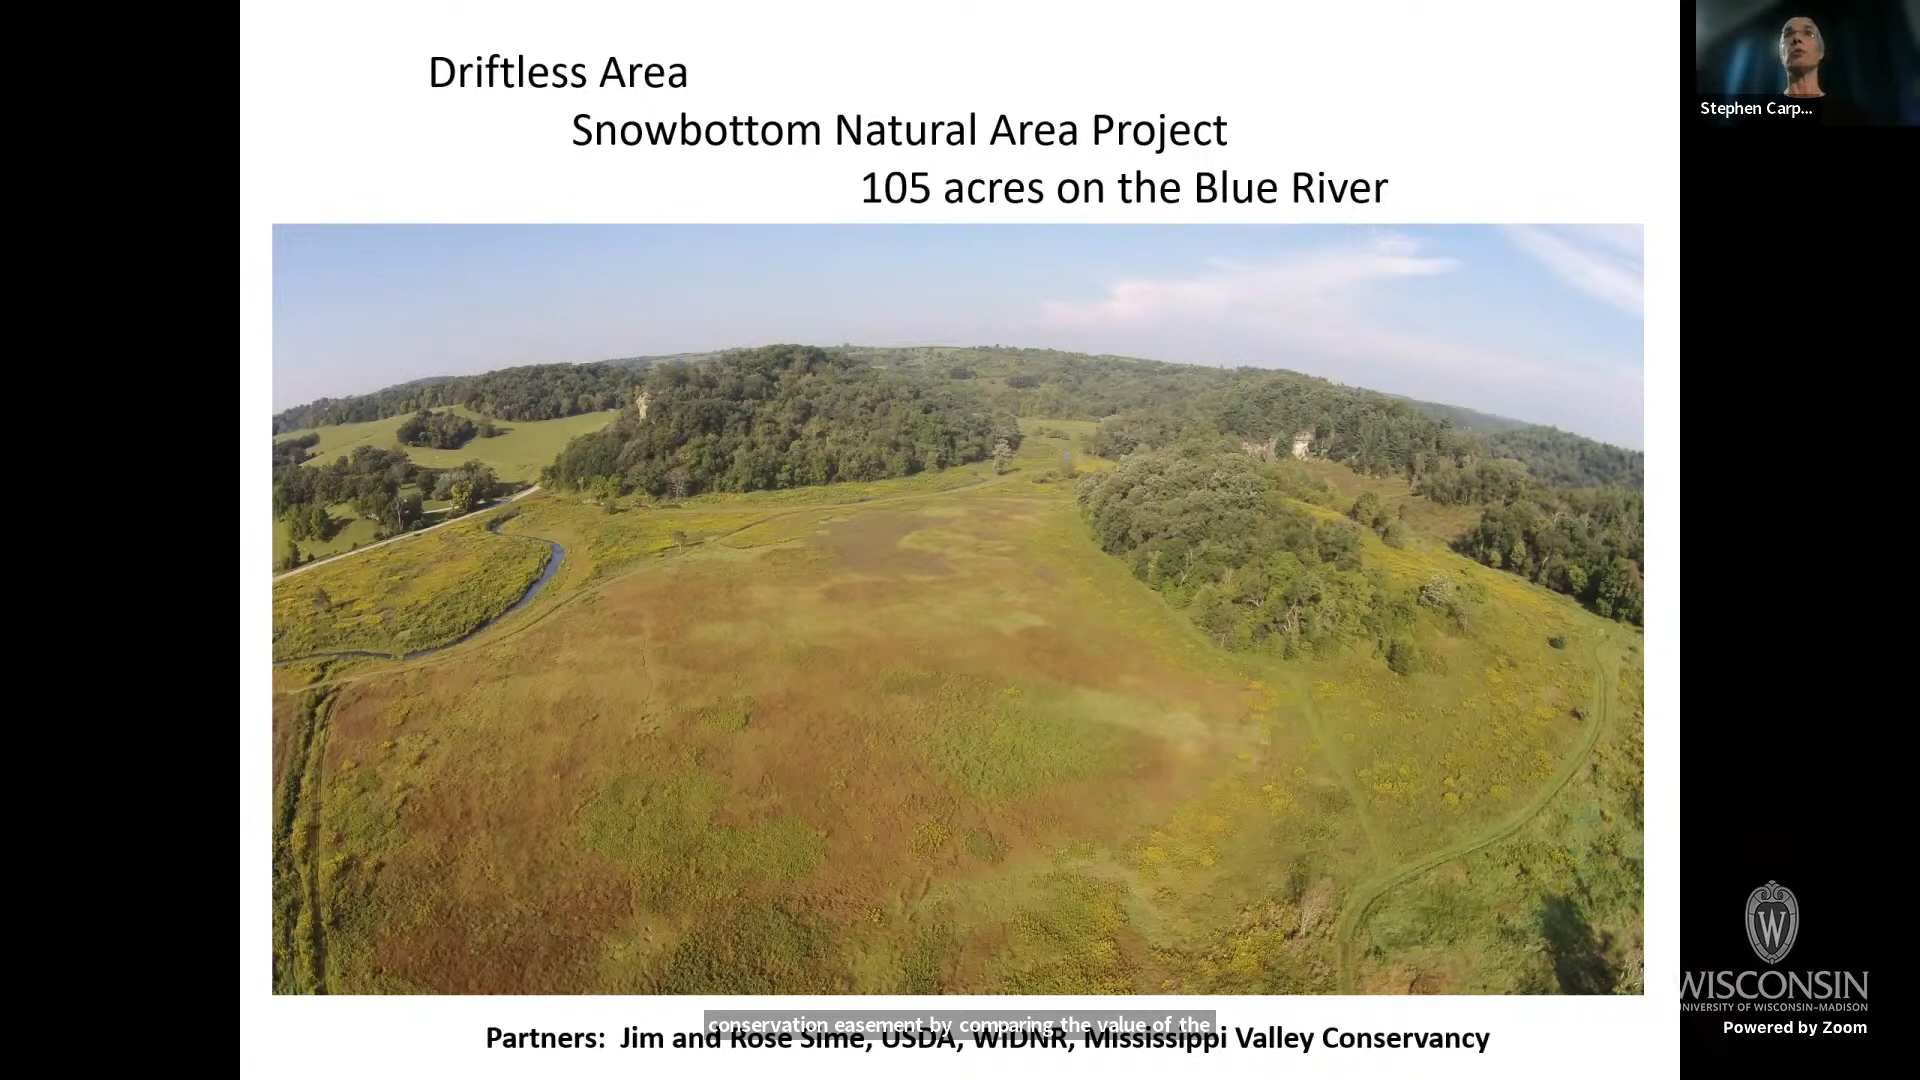 Driftless Area
Snowbottom Natural Area Project
105 acres on the Blue River
Stephen Carp...
conservation easement by comparing the value of the
Partners: Jim and Rose Sime, USDA, WiDNR, Mississippi Valley Conservancy
W
WISCONSIN
UNIVERSITY OF WISCONSIN–MADISON
Powered by Zoom